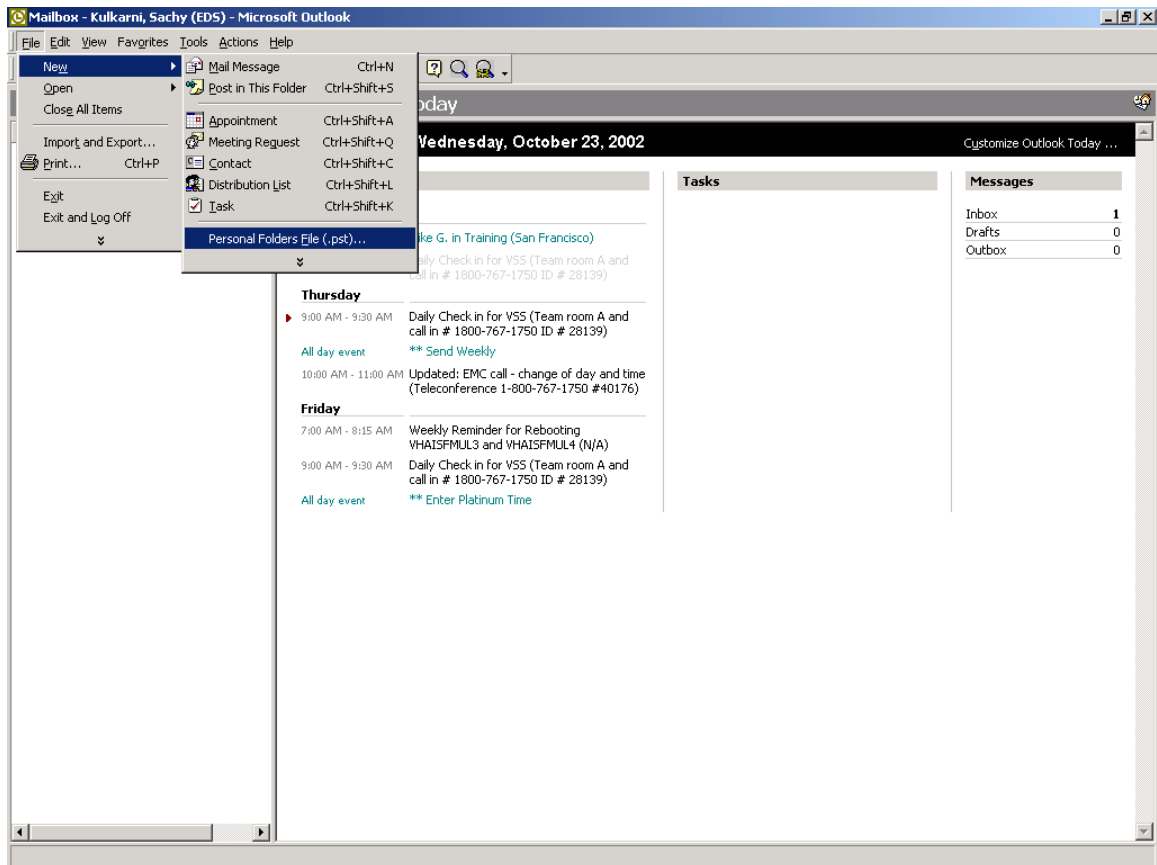 Mailbox - Kulkarni, Sachy (EDS) - Microsoft Outlook
File Edit View Favorites Tools Actions Help
New
Open
Close All Items
Import and Export...
Print... Ctrl+P
Exit
Exit and Log Off
Mail Message Ctrl+N
Post in This Folder Ctrl+Shift+S
Appointment Ctrl+Shift+A
Meeting Request Ctrl+Shift+Q
Contact Ctrl+Shift+C
Distribution List Ctrl+Shift+L
Task Ctrl+Shift+K
Personal Folders File (.pst)...
oday
Wednesday, October 23, 2002
Customize Outlook Today ...
ike G. in Training (San Francisco)
aily Check in for VSS (Team room A and
call in # 1800-767-1750 ID # 28139)
Thursday
9:00 AM - 9:30 AM Daily Check in for VSS (Team room A and
call in # 1800-767-1750 ID # 28139)
All day event ** Send Weekly
10:00 AM - 11:00 AM Updated: EMC call - change of day and time
(Teleconference 1-800-767-1750 #40176)
Friday
7:00 AM - 8:15 AM Weekly Reminder for Rebooting
VHAISFMUL3 and VHAISFMUL4 (N/A)
9:00 AM - 9:30 AM Daily Check in for VSS (Team room A and
call in # 1800-767-1750 ID # 28139)
All day event ** Enter Platinum Time
Tasks
Messages
Inbox 1
Drafts 0
Outbox 0